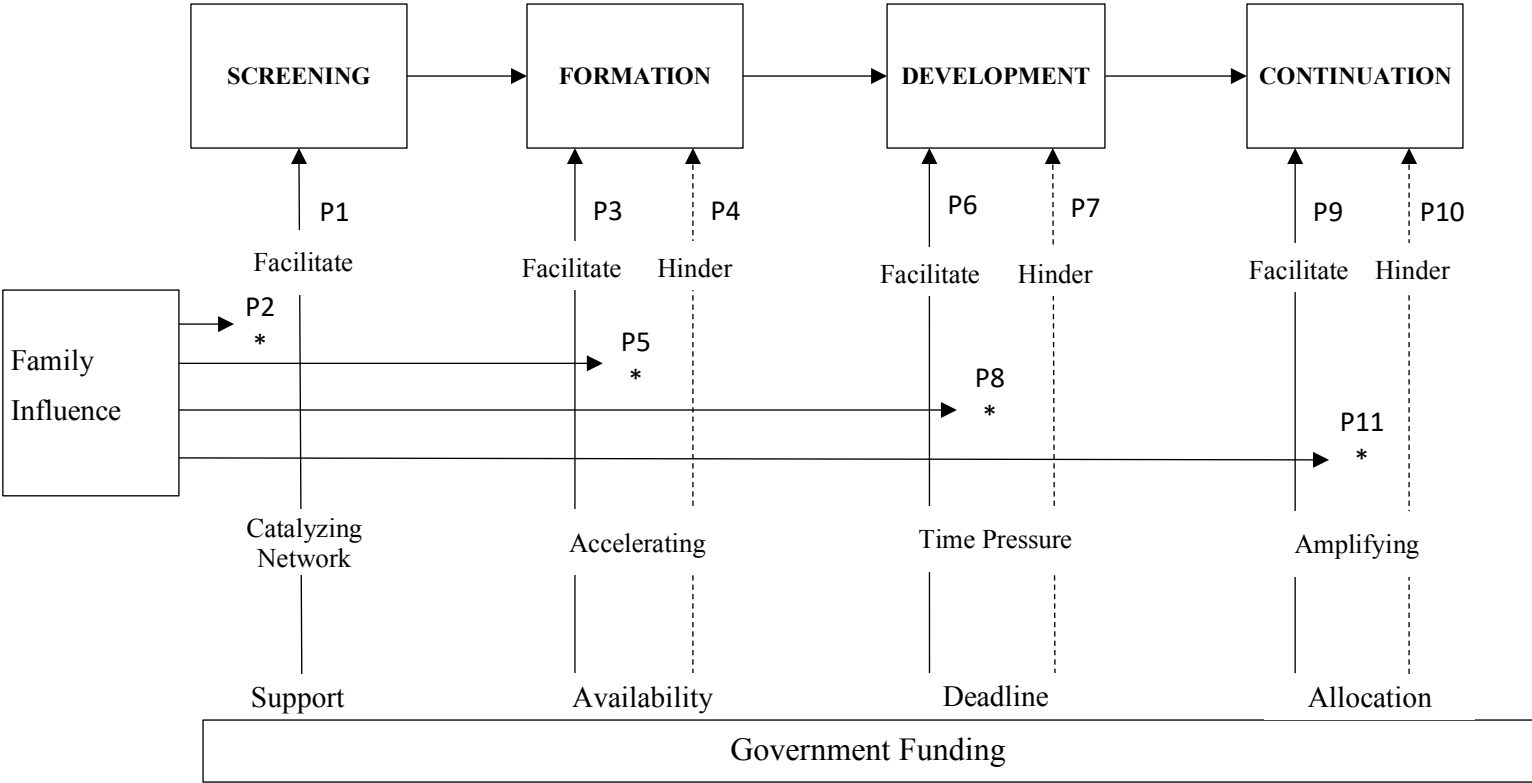 SCREENING
FORMATION
DEVELOPMENT
CONTINUATION
P1
P3
P4
P6
P7
P9
P10
Facilitate
Facilitate
Hinder
Facilitate
Hinder
Facilitate
Hinder
P2
*
P5
*
P8
*
P11
*
Family
Influence
Catalyzing
Network
Accelerating
Time Pressure
Amplifying
Support
Availability
Deadline
Allocation
Government Funding